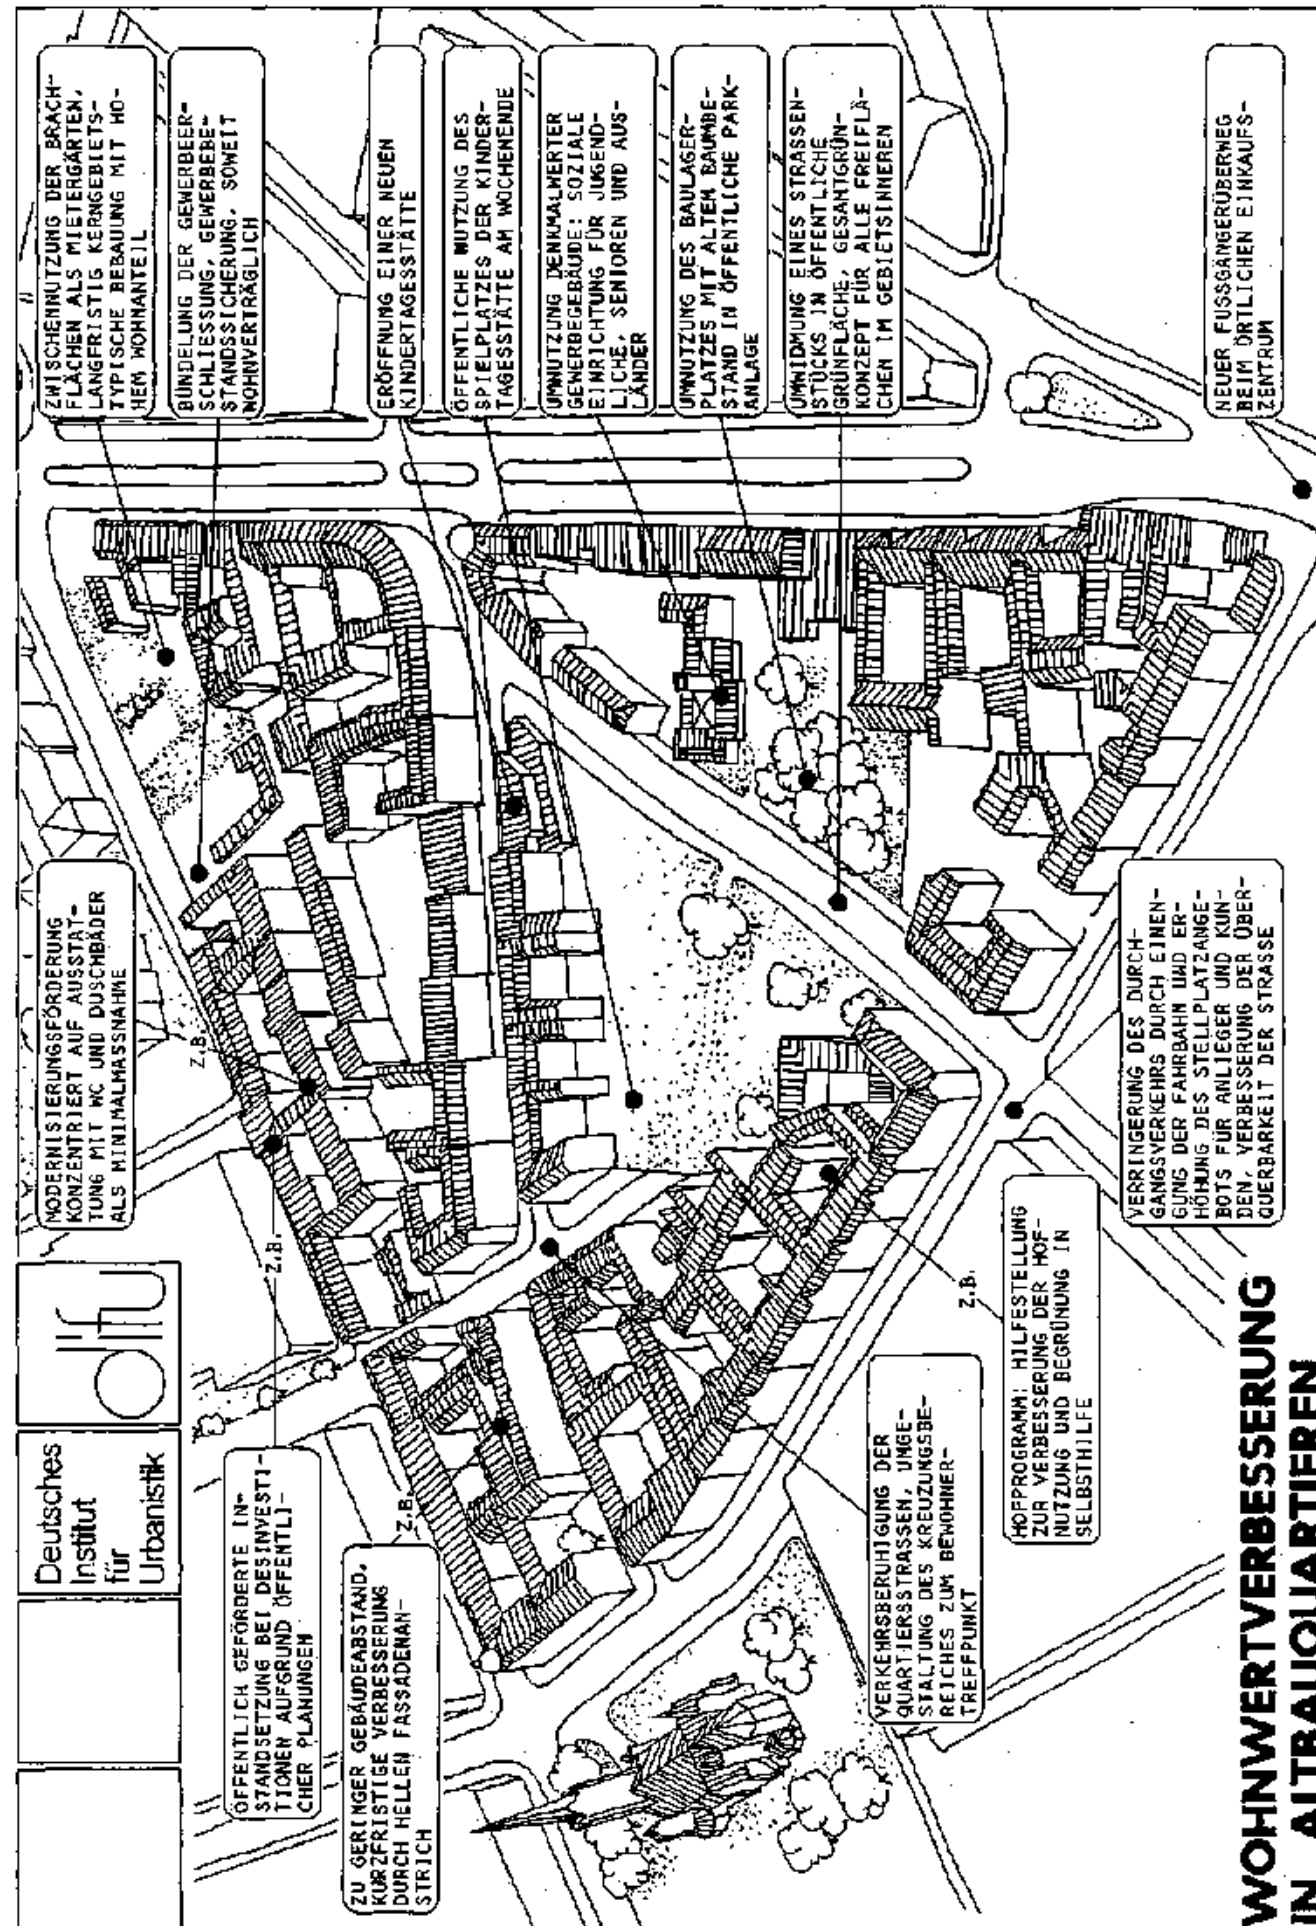 Deutsches
Institut
für
Urbanistik
difu
ZWISCHENNUTZUNG DER BRACH-
FLÄCHEN ALS MIETERGÄRTEN,
LANGFRISTIG KERNGEBIETS-
TYPISCHE BEBAUUNG MIT HO-
HEM WOHNANTEIL
BÜNDELUNG DER GEWERBEER-
SCHLIESSUNG, GEWERBEBE-
STANDSSICHERUNG, SOWEIT
WOHNVERTRÄGLICH
ERÖFFNUNG EINER NEUEN
KINDERTAGESSTÄTTE
ÖFFENTLICHE NUTZUNG DES
SPIELPLATZES DER KINDER-
TAGESSTÄTTE AM WOCHENENDE
UMNUTZUNG DENKMALWERTER
GEWERBEGEBÄUDE: SOZIALE
EINRICHTUNG FÜR JUGEND-
LICHE, SENIOREN UND AUS-
LÄNDER
UMNUTZUNG DES BAULAGER-
PLATZES MIT ALTEM BAUMBE-
STAND IN ÖFFENTLICHE PARK-
ANLAGE
UMWIDMUNG EINES STRASSEN-
STÜCKS IN ÖFFENTLICHE
GRÜNFLÄCHE, GESAMTGRÜN-
KONZEPT FÜR ALLE FREIFLÄ-
CHEN IM GEBIETSINNEREN
NEUER FUSSGÄNGERÜBERWEG
BEIM ÖRTLICHEN EINKAUFS-
ZENTRUM
MODERNISIERUNGSFÖRDERUNG
KONZENTRIERT AUF AUSSTAT-
TUNG MIT WC UND DUSCHBÄDER
ALS MINIMALMASSNAHME
Z.B.
ÖFFENTLICH GEFÖRDERTE IN-
STANDSETZUNG BEI DESINVESTI-
TIONEN AUFGRUND ÖFFENTLI-
CHER PLANUNGEN
Z.B.
ZU GERINGER GEBÄUDEABSTAND,
KURZFRISTIGE VERBESSERUNG
DURCH HELLEN FASSADENAN-
STRICH
Z.B.
VERKEHRSBERUHIGUNG DER
QUARTIERSSTRASSEN, UMGE-
STALTUNG DES KREUZUNGSBE-
REICHES ZUM BEWOHNER-
TREFFPUNKT
HOFPROGRAMM: HILFESTELLUNG
ZUR VERBESSERUNG DER HOF-
NUTZUNG UND BEGRÜNUNG IN
SELBSTHILFE
Z.B.
VERRINGERUNG DES DURCH-
GANGSVERKEHRS DURCH EINEN-
GUNG DER FAHRBAHN UND ER-
HÖHUNG DES STELLPLATZANGE-
BOTS FÜR ANLIEGER UND KUN-
DEN, VERBESSERUNG DER ÜBER-
QUERBARKEIT DER STRASSE
WOHNWERTVERBESSERUNG
IN ALTBAUQUARTIEREN